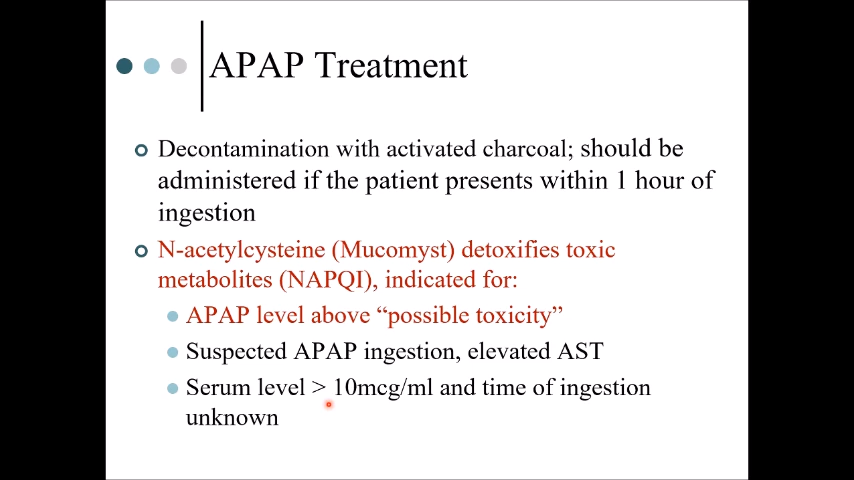 APAP Treatment
Decontamination with activated charcoal; should be
administered if the patient presents within 1 hour of
ingestion
N-acetylcysteine (Mucomyst) detoxifies toxic
metabolites (NAPQI), indicated for:
APAP level above “possible toxicity”
Suspected APAP ingestion, elevated AST
Serum level > 10mcg/ml and time of ingestion
unknown